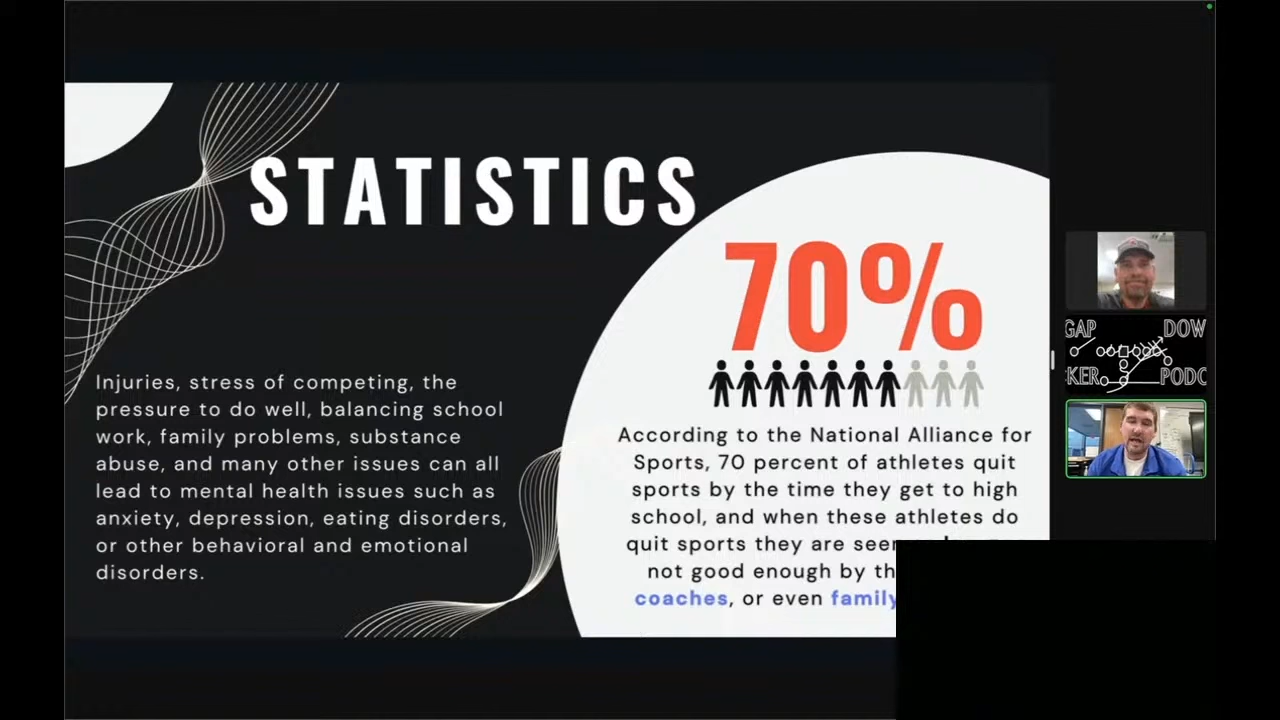 STATISTICS
70%
Injuries, stress of competing, the
pressure to do well, balancing school
work, family problems, substance
abuse, and many other issues can all
lead to mental health issues such as
anxiety, depression, eating disorders,
or other behavioral and emotional
disorders.
According to the National Alliance for
Sports, 70 percent of athletes quit
sports by the time they get to high
school, and when these athletes do
quit sports they are seen
not good enough by
coaches, or even family
GAP DOW
KER PODC